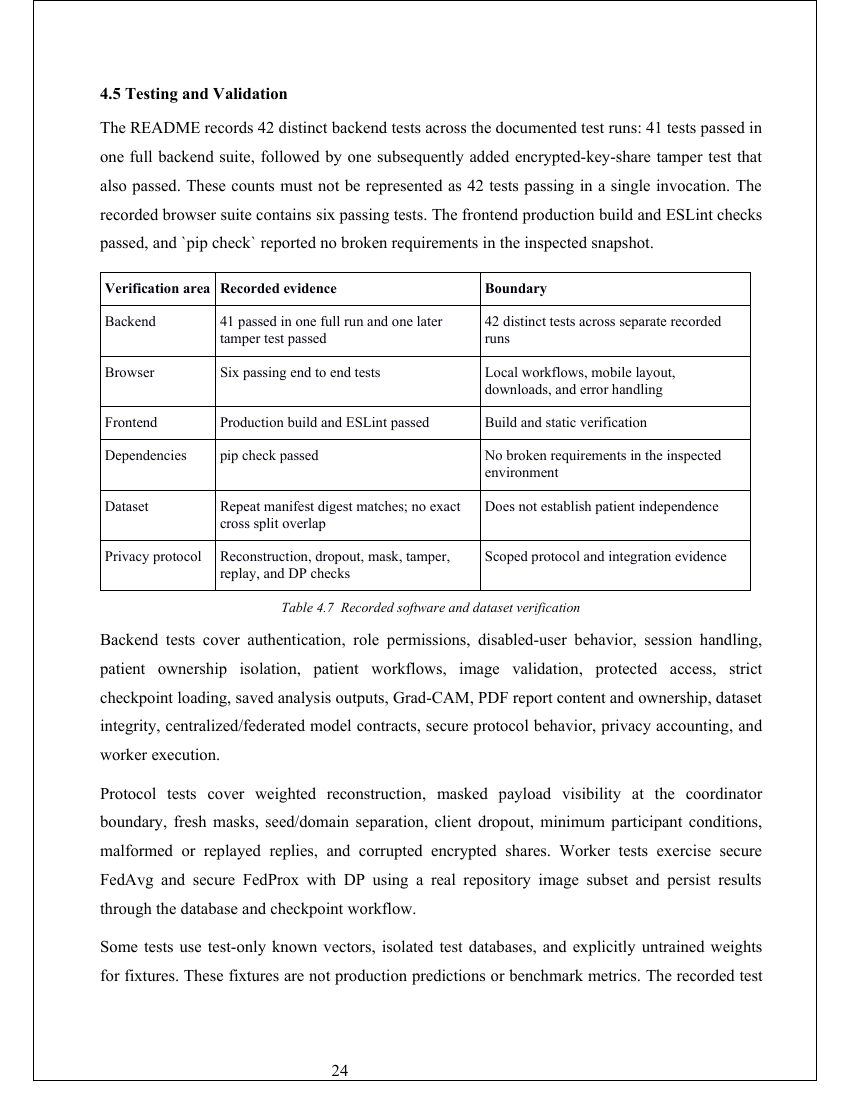 4.5 Testing and Validation
The README records 42 distinct backend tests across the documented test runs: 41 tests passed in
one full backend suite, followed by one subsequently added encrypted-key-share tamper test that
also passed. These counts must not be represented as 42 tests passing in a single invocation. The
recorded browser suite contains six passing tests. The frontend production build and ESLint checks
passed, and `pip check` reported no broken requirements in the inspected snapshot.
Verification area Recorded evidence Boundary
Backend 41 passed in one full run and one later 42 distinct tests across separate recorded
tamper test passed runs
Browser Six passing end to end tests Local workflows, mobile layout,
downloads, and error handling
Frontend Production build and ESLint passed Build and static verification
Dependencies pip check passed No broken requirements in the inspected
environment
Dataset Repeat manifest digest matches; no exact Does not establish patient independence
cross split overlap
Privacy protocol Reconstruction, dropout, mask, tamper, Scoped protocol and integration evidence
replay, and DP checks
Table 4.7 Recorded software and dataset verification
Backend tests cover authentication, role permissions, disabled-user behavior, session handling,
patient ownership isolation, patient workflows, image validation, protected access, strict
checkpoint loading, saved analysis outputs, Grad-CAM, PDF report content and ownership, dataset
integrity, centralized/federated model contracts, secure protocol behavior, privacy accounting, and
worker execution.
Protocol tests cover weighted reconstruction, masked payload visibility at the coordinator
boundary, fresh masks, seed/domain separation, client dropout, minimum participant conditions,
malformed or replayed replies, and corrupted encrypted shares. Worker tests exercise secure
FedAvg and secure FedProx with DP using a real repository image subset and persist results
through the database and checkpoint workflow.
Some tests use test-only known vectors, isolated test databases, and explicitly untrained weights
for fixtures. These fixtures are not production predictions or benchmark metrics. The recorded test
24